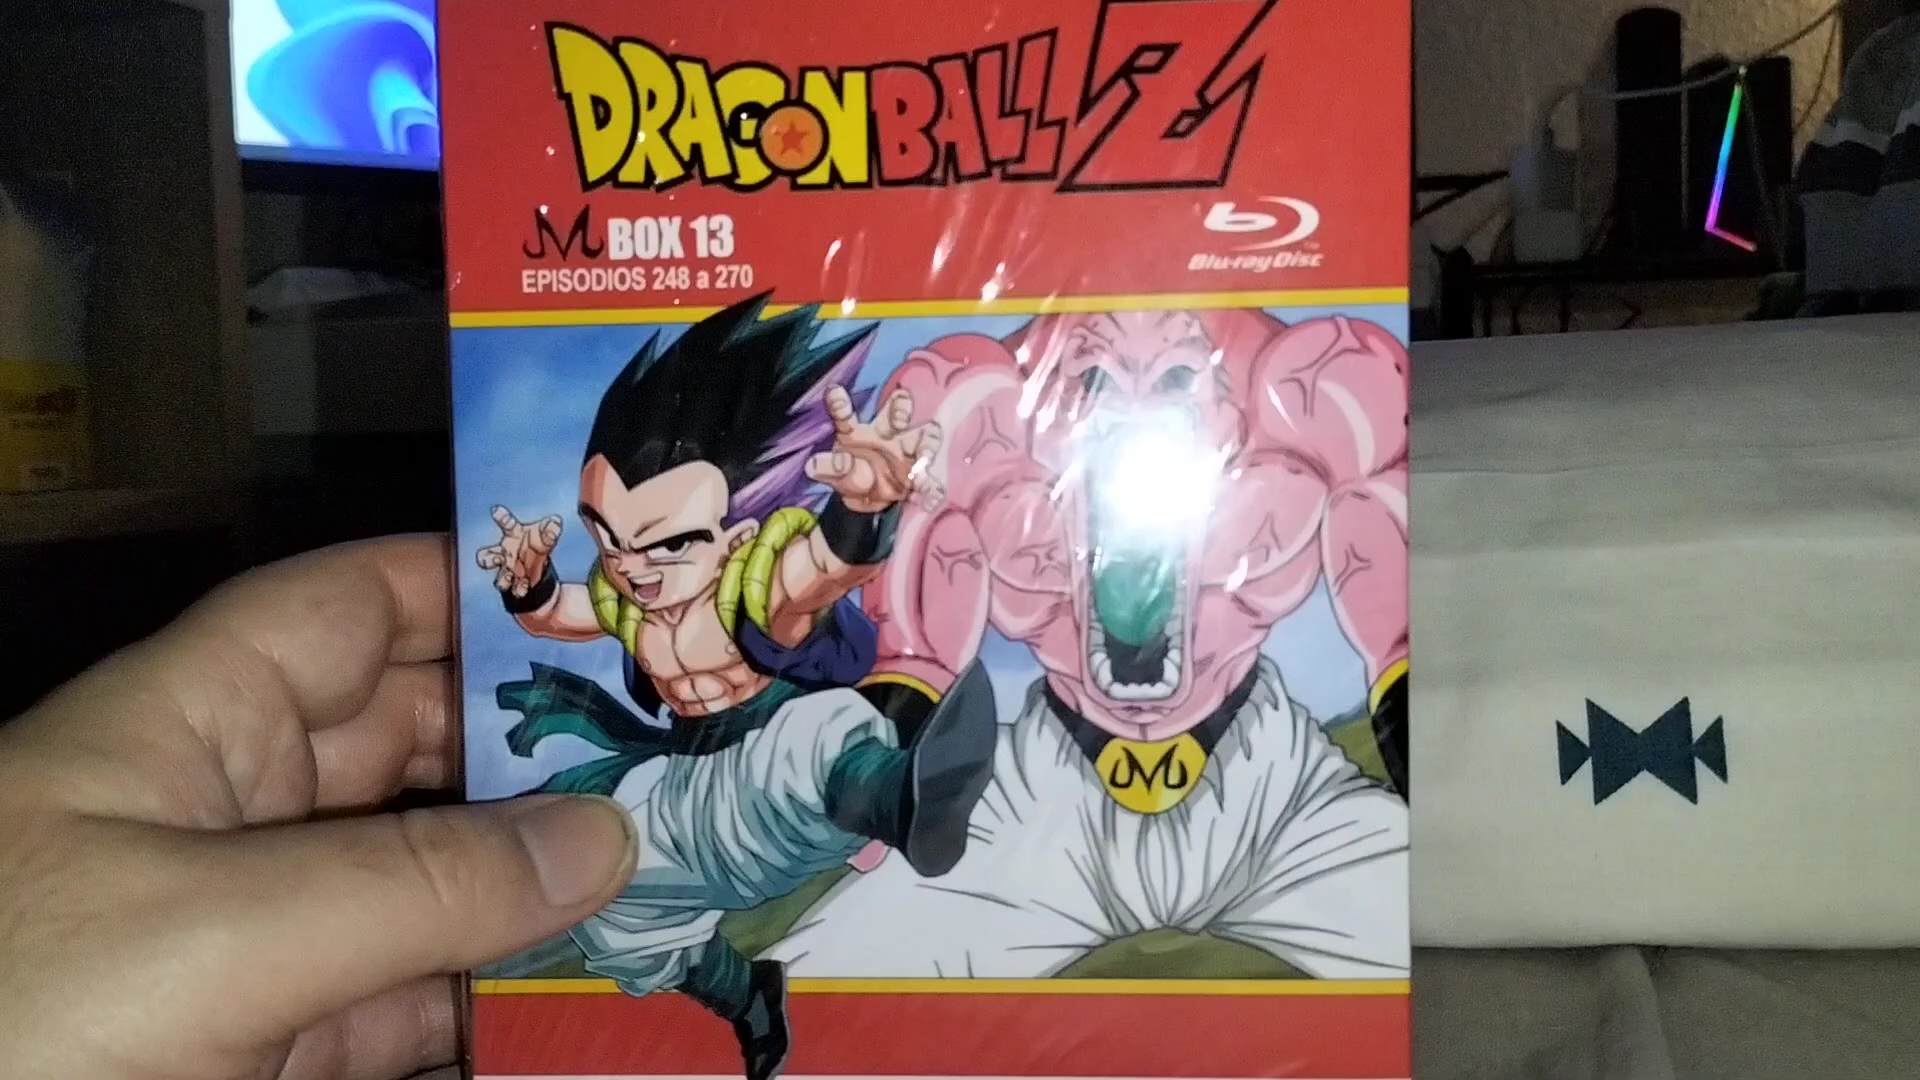 DRAGON BALL Z
M BOX 13
EPISODIOS 248 a 270
Blu-ray Disc
M